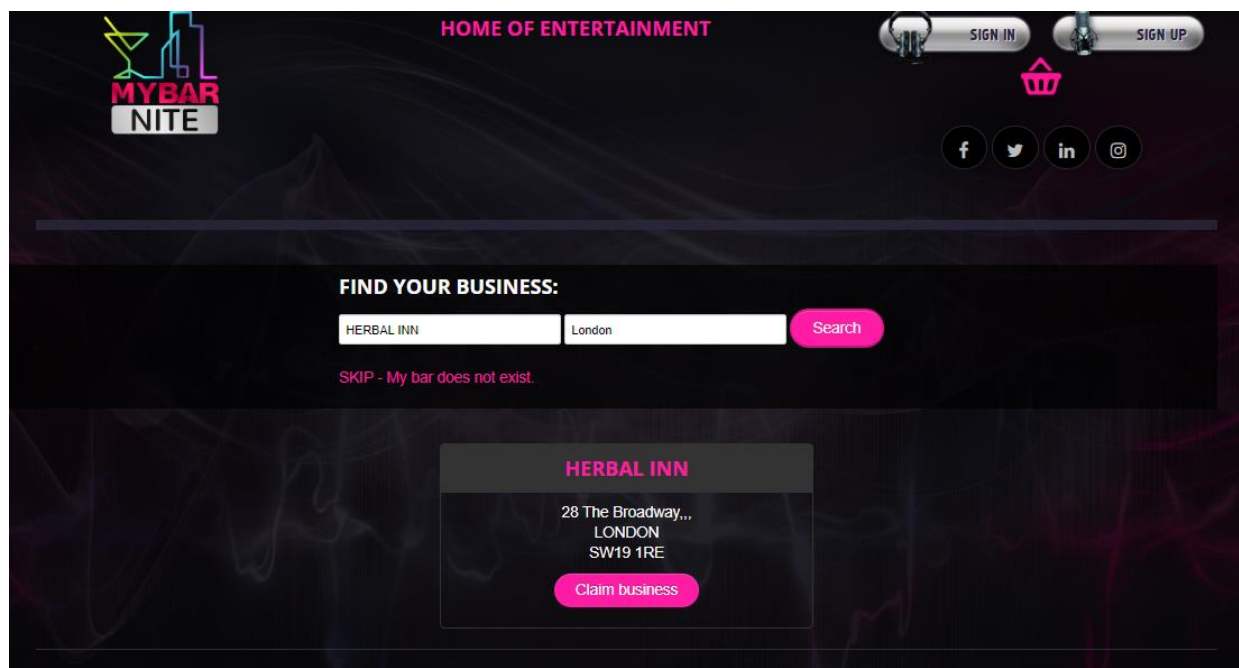 MYBAR
NITE
HOME OF ENTERTAINMENT
SIGN IN
SIGN UP
f
in
FIND YOUR BUSINESS:
HERBAL INN
London
Search
SKIP - My bar does not exist.
HERBAL INN
28 The Broadway,,,
LONDON
SW19 1RE
Claim business